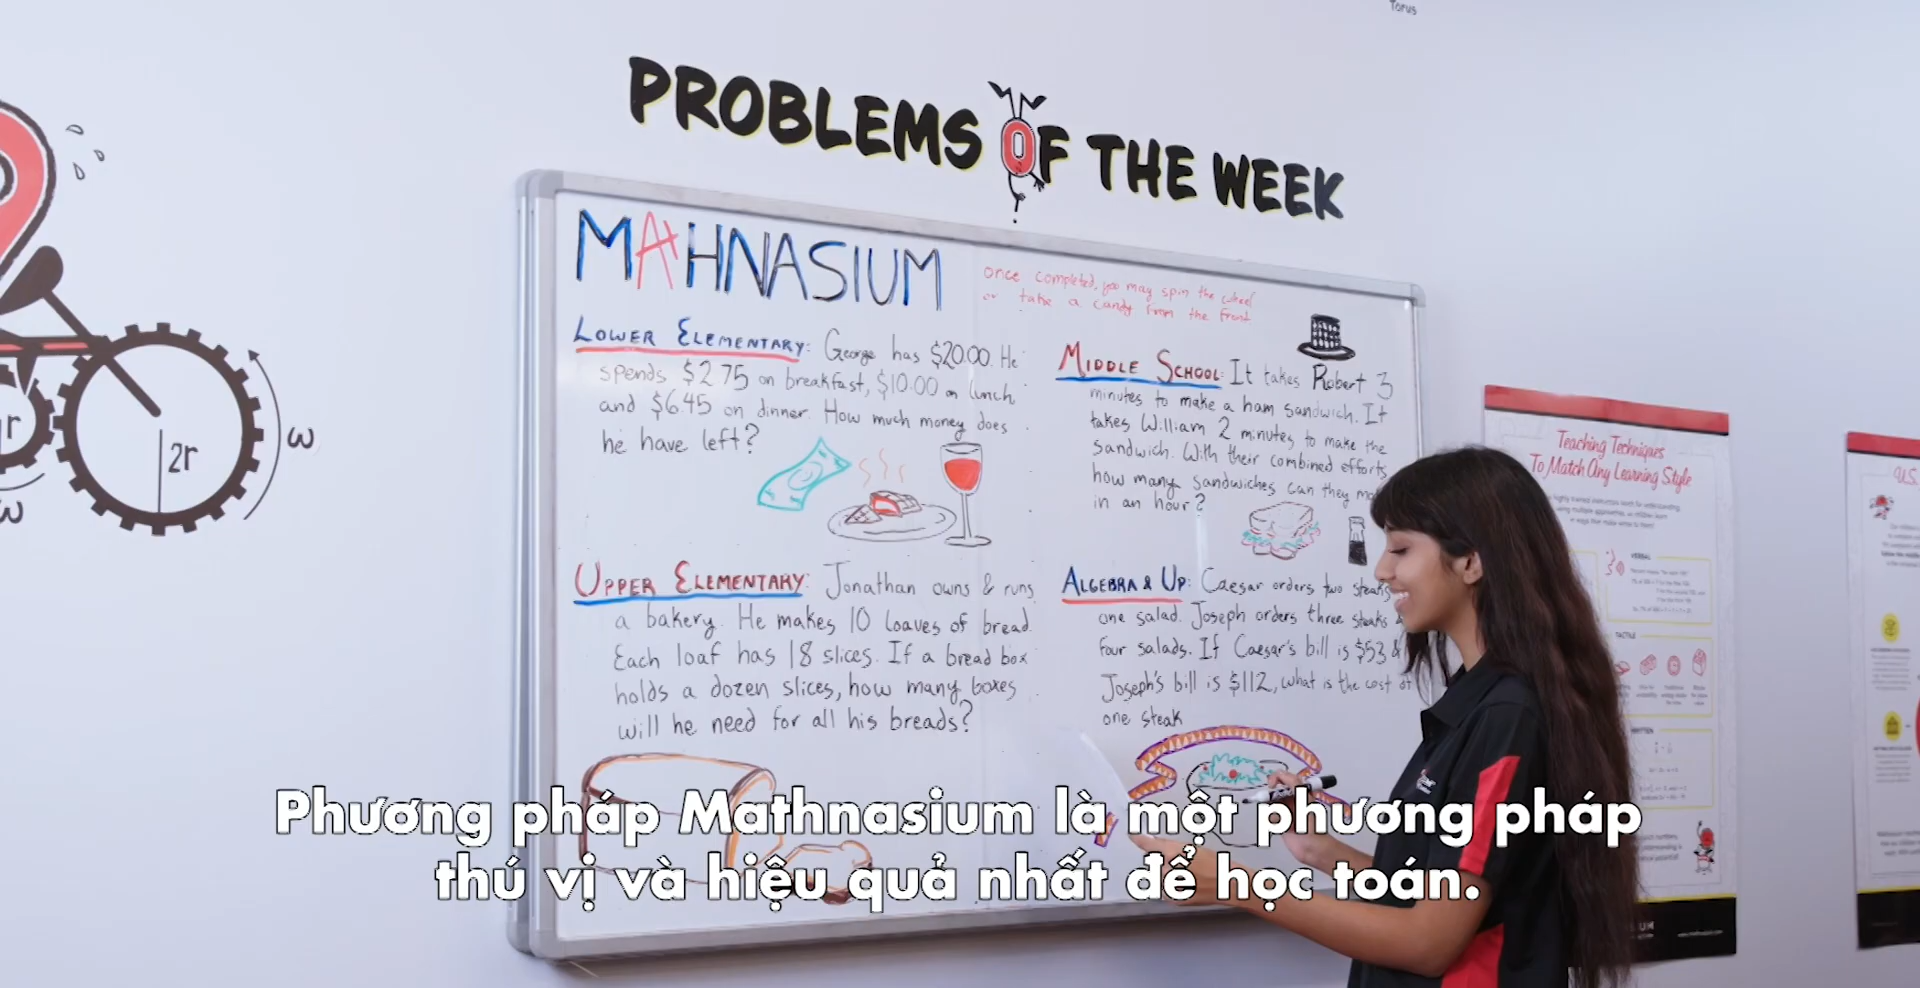 Torus
PROBLEMS OF THE WEEK
MATHNASIUM
once completed, you may spin the wheel
or take a candy from the front
LOWER ELEMENTARY: George has $20.00. He
spends $2.75 on breakfast, $10.00 on lunch,
and $6.45 on dinner. How much money does
he have left?
MIDDLE SCHOOL: It takes Robert 3
minutes to make a ham sandwich. It
takes William 2 minutes to make the
sandwich. With their combined efforts,
how many sandwiches can they
in an hour?
UPPER ELEMENTARY: Jonathan owns & runs
a bakery. He makes 10 loaves of bread.
Each loaf has 18 slices. If a bread box
holds a dozen slices, how many boxes
will he need for all his breads?
ALGEBRA & UP: Caesar orders two steaks
one salad. Joseph orders three steaks
four salads. If Caesar's bill is $53 &
Joseph's bill is $112, what is the cost of
one steak
2r
ω
r
ω
Teaching Techniques
To Match Any Learning Style
VERBAL
TACTILE
U.S.
Phương pháp Mathnasium là một phương pháp
thú vị và hiệu quả nhất để học toán.